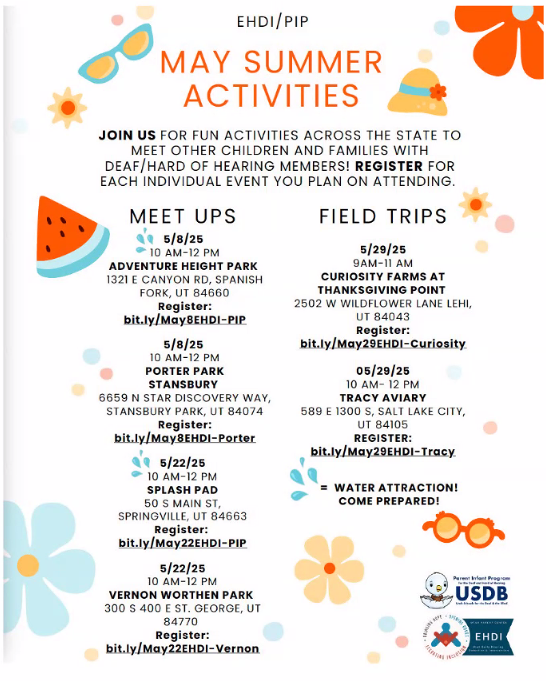 EHDI/PIP
MAY SUMMER
ACTIVITIES
JOIN US FOR FUN ACTIVITIES ACROSS THE STATE TO
MEET OTHER CHILDREN AND FAMILIES WITH
DEAF/HARD OF HEARING MEMBERS! REGISTER FOR
EACH INDIVIDUAL EVENT YOU PLAN ON ATTENDING.
MEET UPS
5/8/25
10 AM-12 PM
ADVENTURE HEIGHT PARK
1321 E CANYON RD, SPANISH
FORK, UT 84660
Register:
bit.ly/May8EHDI-PIP
5/8/25
10 AM-12 PM
PORTER PARK
STANSBURY
6659 N STAR DISCOVERY WAY,
STANSBURY PARK, UT 84074
Register:
bit.ly/May8EHDI-Porter
5/22/25
10 AM-12 PM
SPLASH PAD
50 S MAIN ST,
SPRINGVILLE, UT 84663
Register:
bit.ly/May22EHDI-PIP
5/22/25
10 AM-12 PM
VERNON WORTHEN PARK
300 S 400 E ST. GEORGE, UT
84770
Register:
bit.ly/May22EHDI-Vernon
FIELD TRIPS
5/29/25
9AM-11 AM
CURIOSITY FARMS AT
THANKSGIVING POINT
2502 W WILDFLOWER LANE LEHI,
UT 84043
Register:
bit.ly/May29EHDI-Curiosity
05/29/25
10 AM- 12 PM
TRACY AVIARY
589 E 1300 S, SALT LAKE CITY,
UT 84105
REGISTER:
bit.ly/May29EHDI-Tracy
= WATER ATTRACTION!
COME PREPARED!
Parent Infant Program
USDB
EHDI